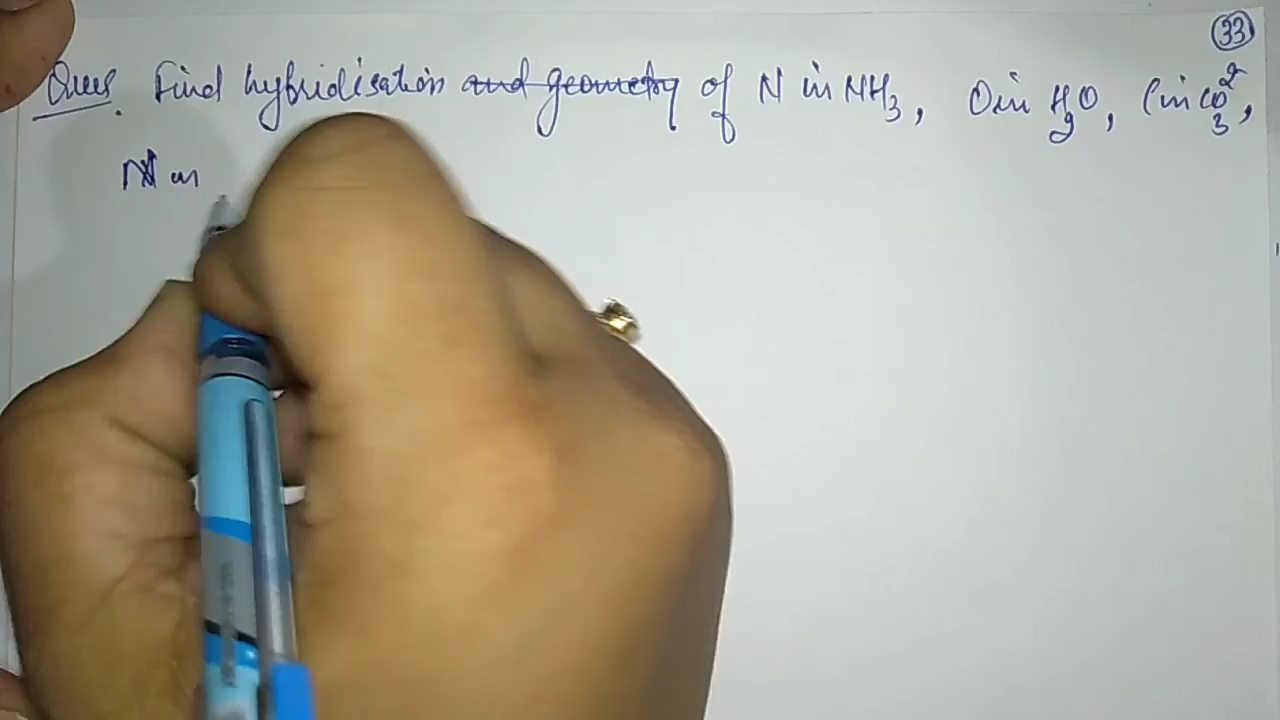 33
Ques. Find hybridisation and geometry of N in NH3, O in H2O, C in CO3^2,
N in